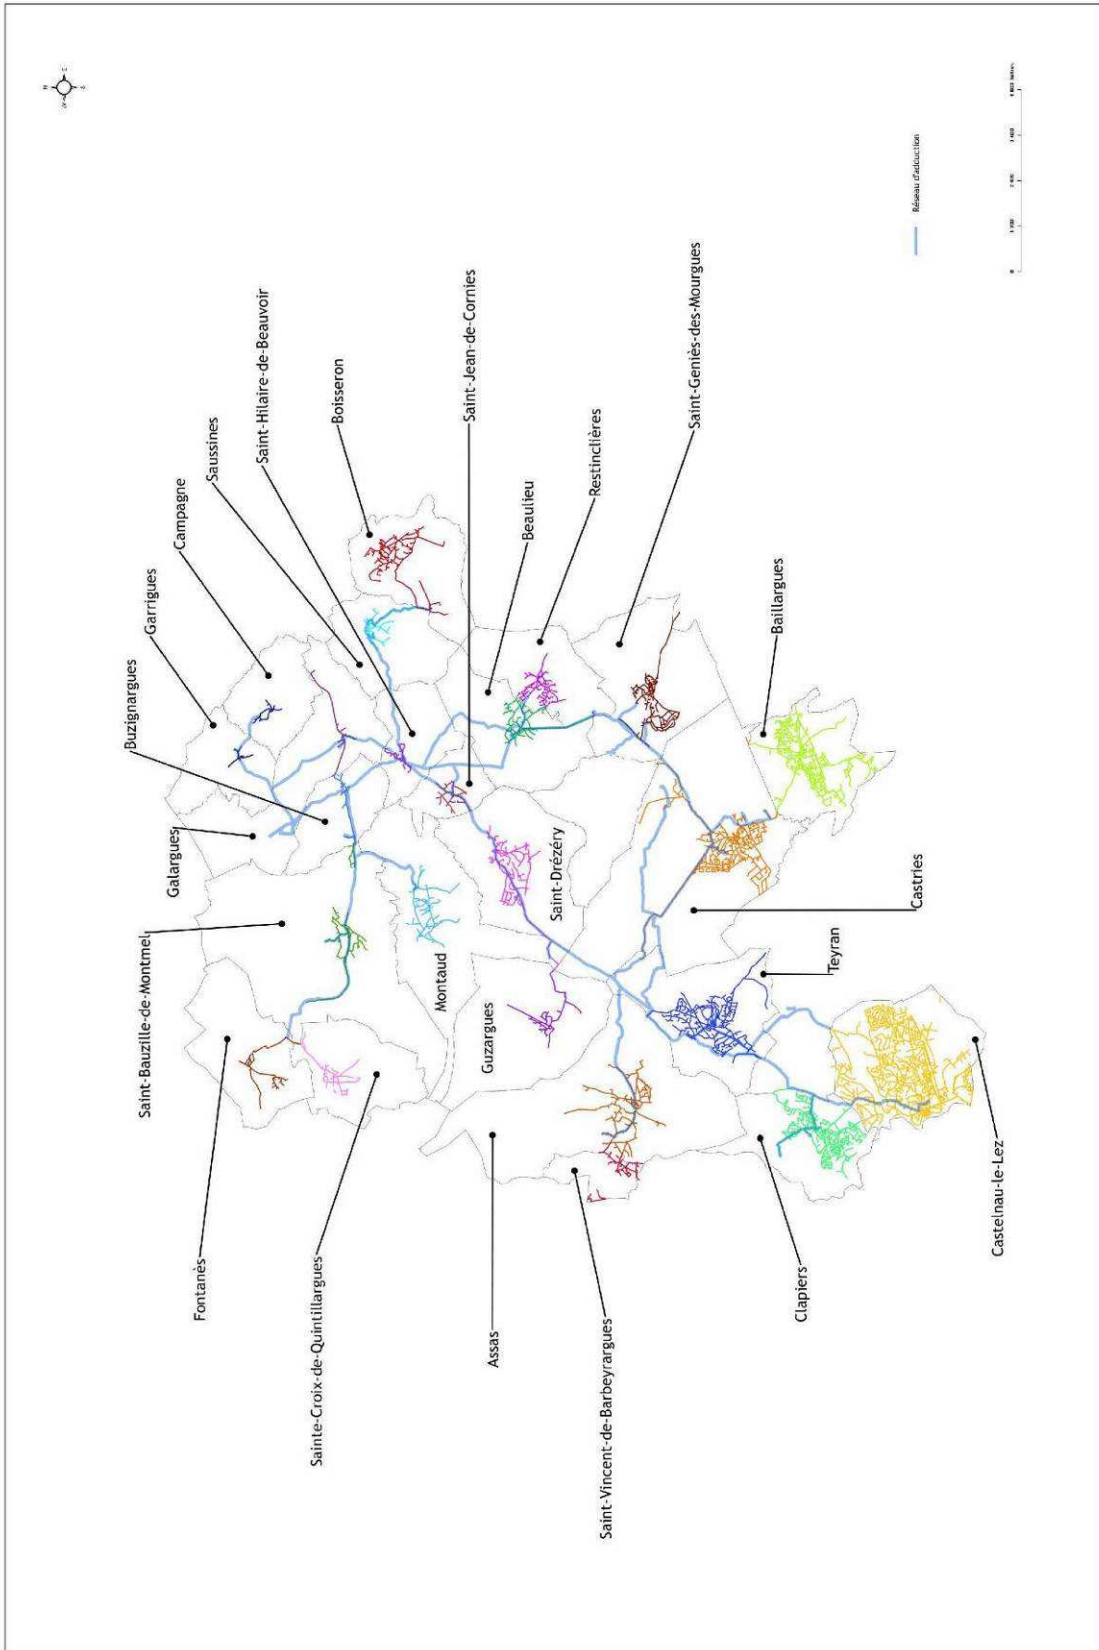 Fontanès
Saint-Bauzille-de-Montmel
Galargues
Buzignargues
Garrigues
Campagne
Saussines
Saint-Hilaire-de-Beauvoir
Boisseron
Sainte-Croix-de-Quintillargues
Montaud
Saint-Jean-de-Cornies
Assas
Guzargues
Saint-Drézéry
Beaulieu
Restinclières
Saint-Vincent-de-Barbeyrargues
Saint-Geniès-des-Mourgues
Clapiers
Teyran
Baillargues
Castries
Castelnau-le-Lez
Réseau d'adduction